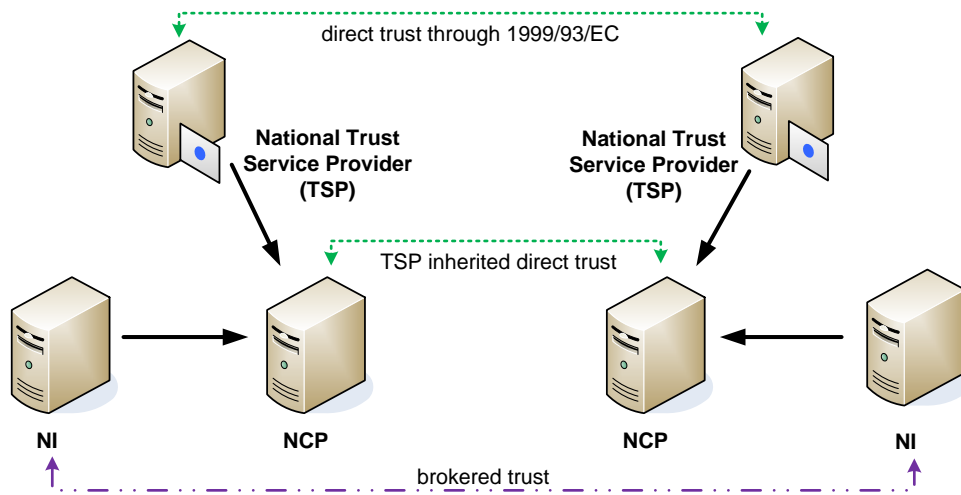 direct trust through 1999/93/EC
National Trust
Service Provider
(TSP)
National Trust
Service Provider
(TSP)
TSP inherited direct trust
NI
NCP
NCP
NI
brokered trust